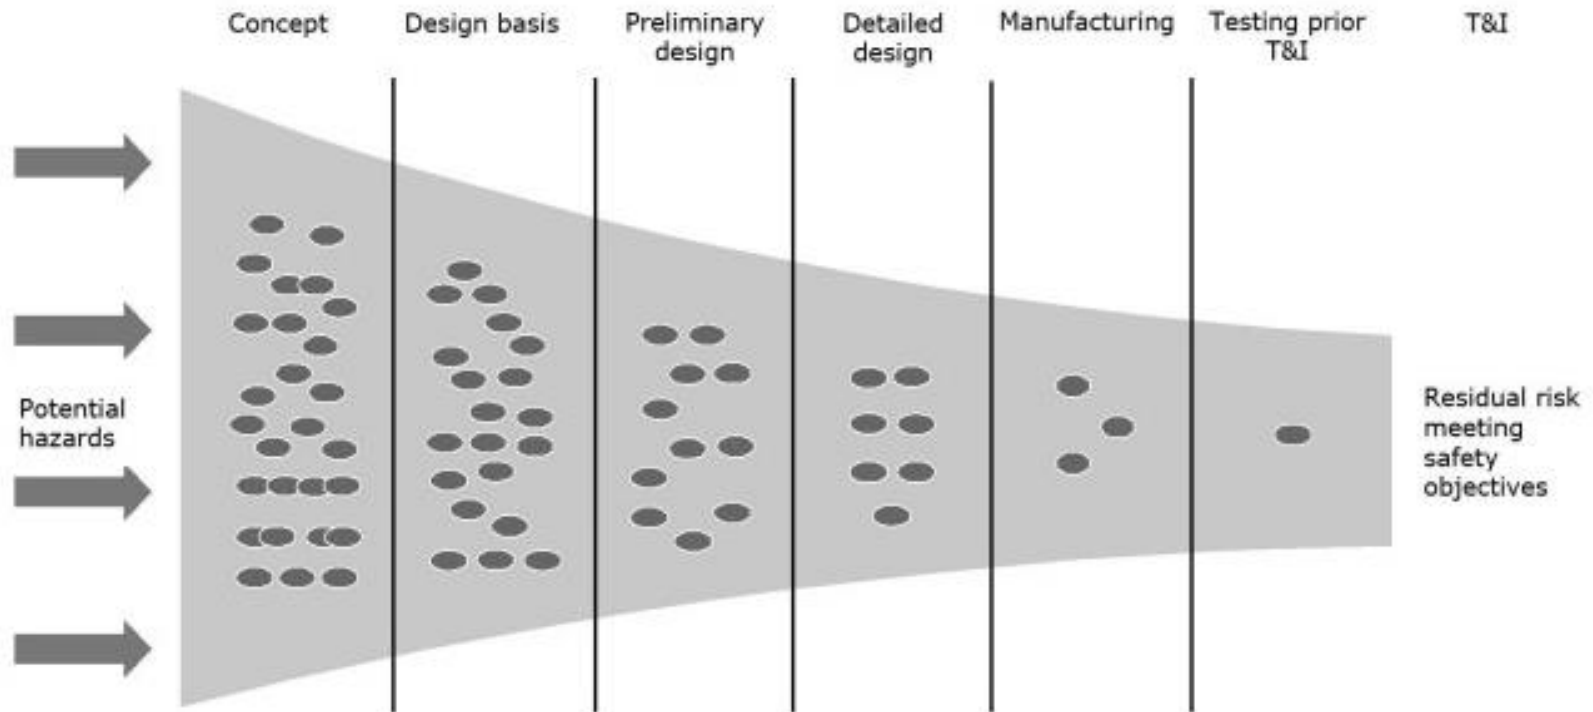 Concept
Design basis
Preliminary
design
Detailed
design
Manufacturing
Testing prior
T&I
T&I
Potential
hazards
Residual risk
meeting
safety
objectives